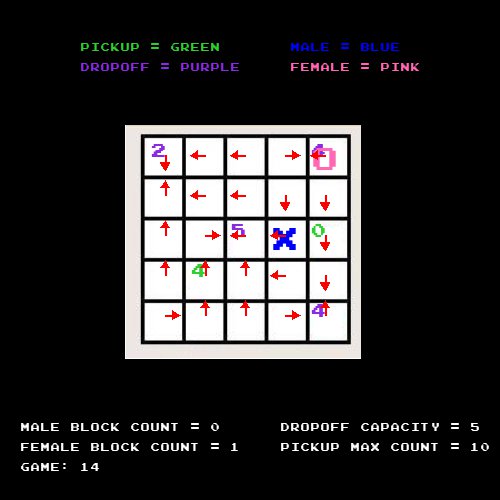 PICKUP = GREEN MALE = BLUE
DROPOFF = PURPLE FEMALE = PINK
2 4 O
5 X 0
4
4
MALE BLOCK COUNT = 0 DROPOFF CAPACITY = 5
FEMALE BLOCK COUNT = 1 PICKUP MAX COUNT = 10
GAME: 14